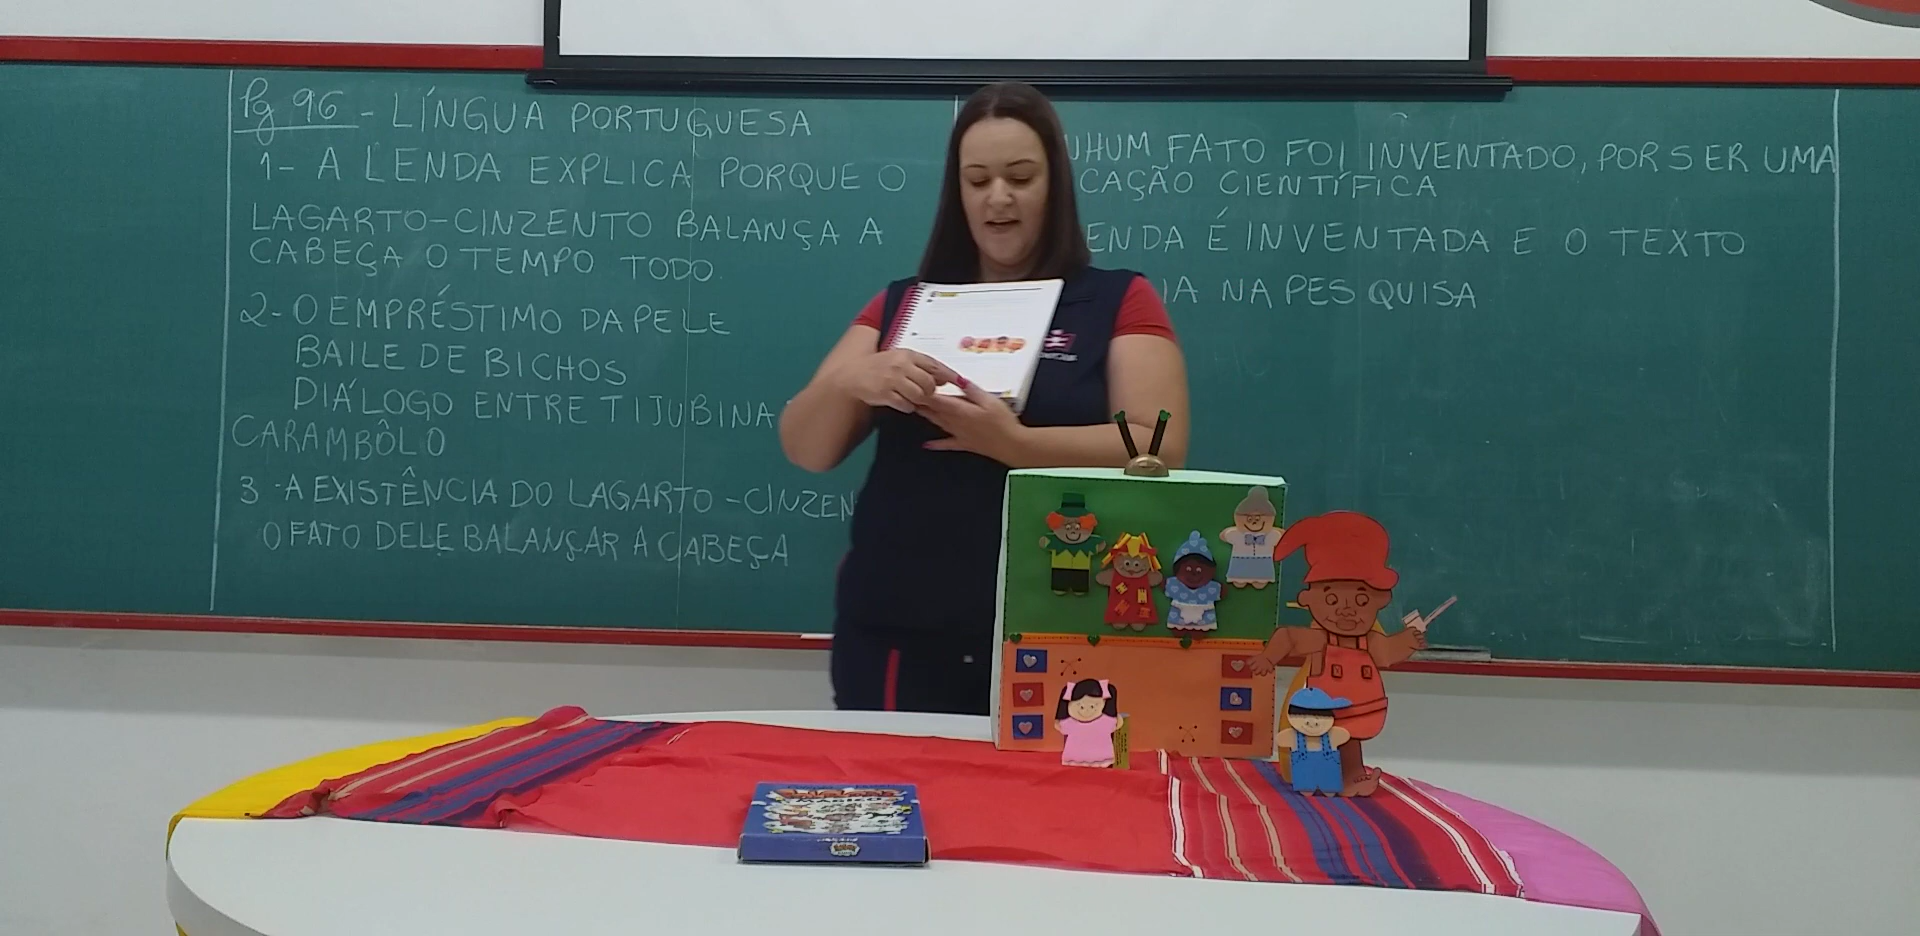 Pg 96 - LÍNGUA PORTUGUESA
1- A LENDA EXPLICA PORQUE O
LAGARTO-CINZENTO BALANÇA A
CABEÇA O TEMPO TODO.
2- O EMPRÉSTIMO DA PELE
BAILE DE BICHOS
DIÁLOGO ENTRE TIJUBINA
CARAMBÔLO
3-A EXISTÊNCIA DO LAGARTO-CINZEN
O FATO DELE BALANÇAR A CABEÇA
NHUM FATO FOI INVENTADO, POR SER UMA
CAÇÃO CIENTÍFICA
ENDA É INVENTADA E O TEXTO
IA NA PESQUISA